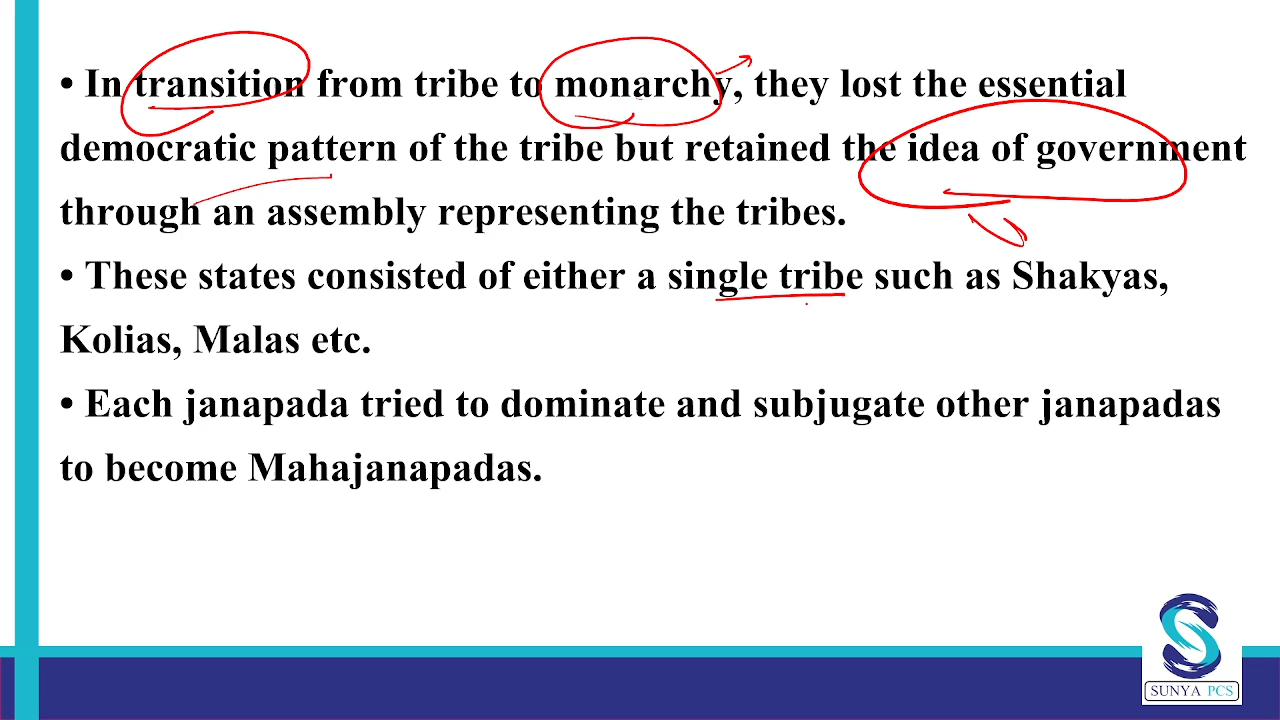 • In transition from tribe to monarchy, they lost the essential
democratic pattern of the tribe but retained the idea of government
through an assembly representing the tribes.
• These states consisted of either a single tribe such as Shakyas,
Kolias, Malas etc.
• Each janapada tried to dominate and subjugate other janapadas
to become Mahajanapadas.
SUNYA PCS